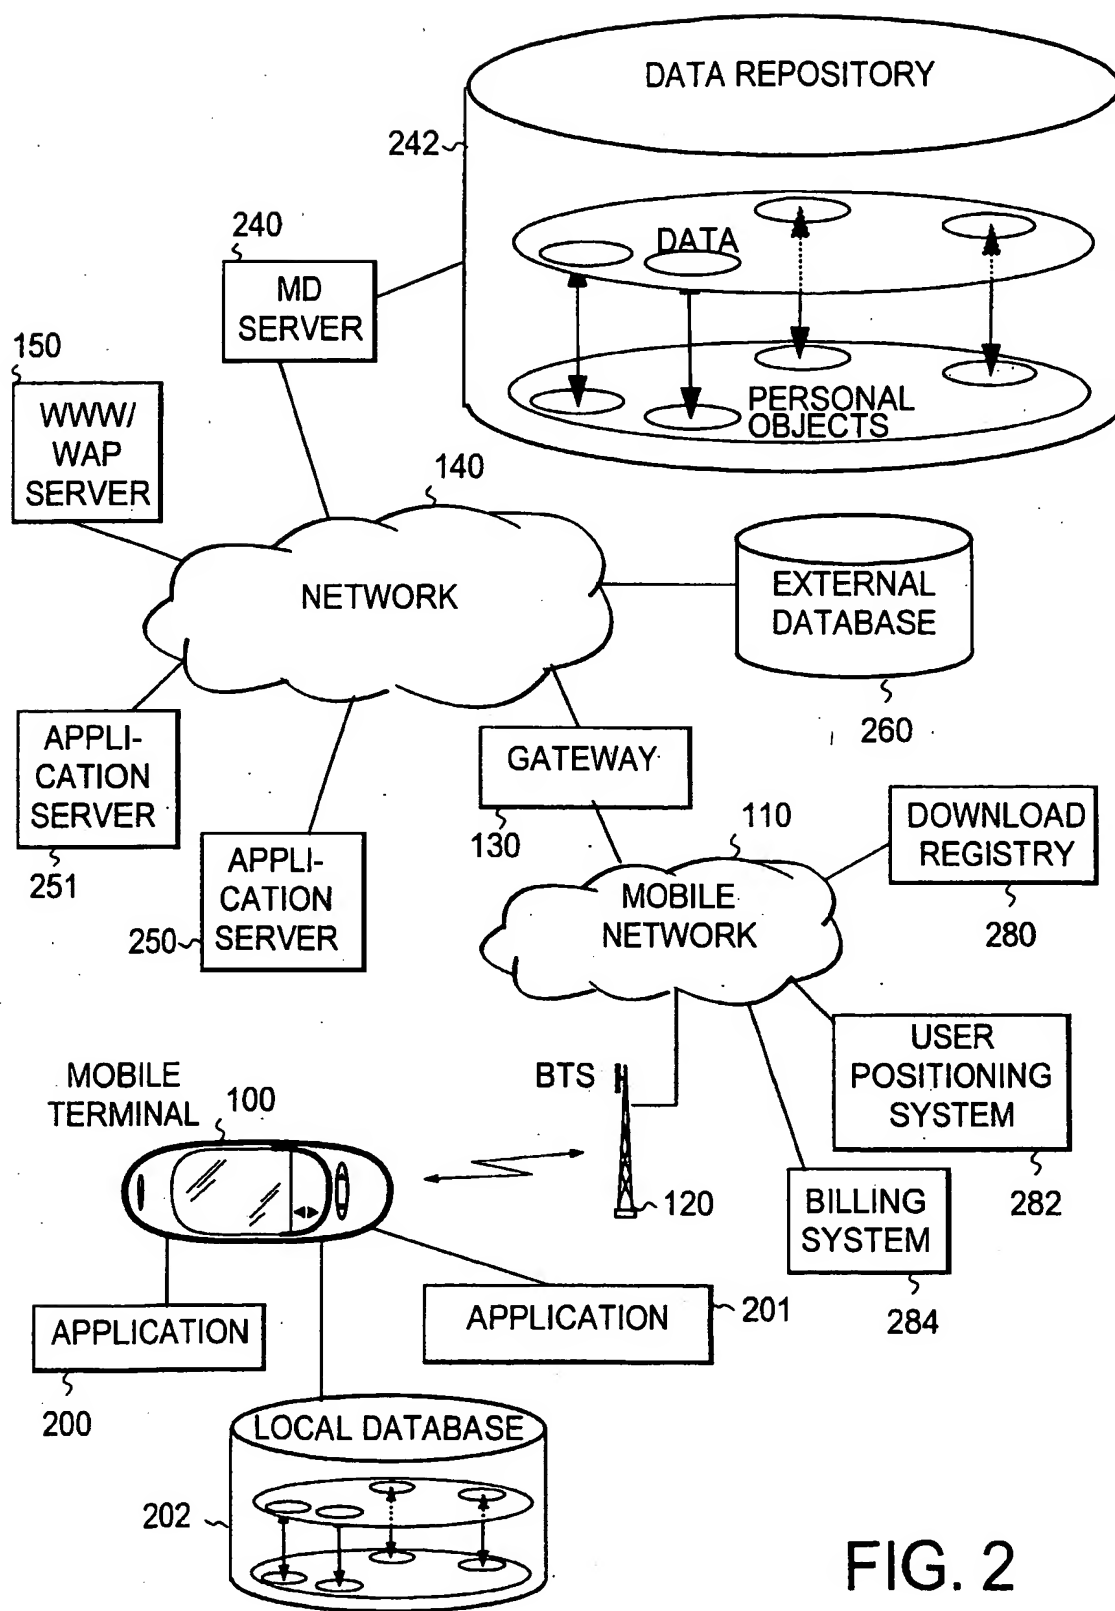 DATA REPOSITORY
242
DATA
PERSONAL
OBJECTS
240
MD
SERVER
150
WWW/
WAP
SERVER
140
NETWORK
EXTERNAL
DATABASE
260
APPLI-
CATION
SERVER
251
APPLI-
CATION
SERVER
250
GATEWAY
130
110
MOBILE
NETWORK
DOWNLOAD
REGISTRY
280
USER
POSITIONING
SYSTEM
282
BILLING
SYSTEM
284
BTS
120
MOBILE
TERMINAL
100
APPLICATION
200
APPLICATION
201
LOCAL DATABASE
202
FIG. 2